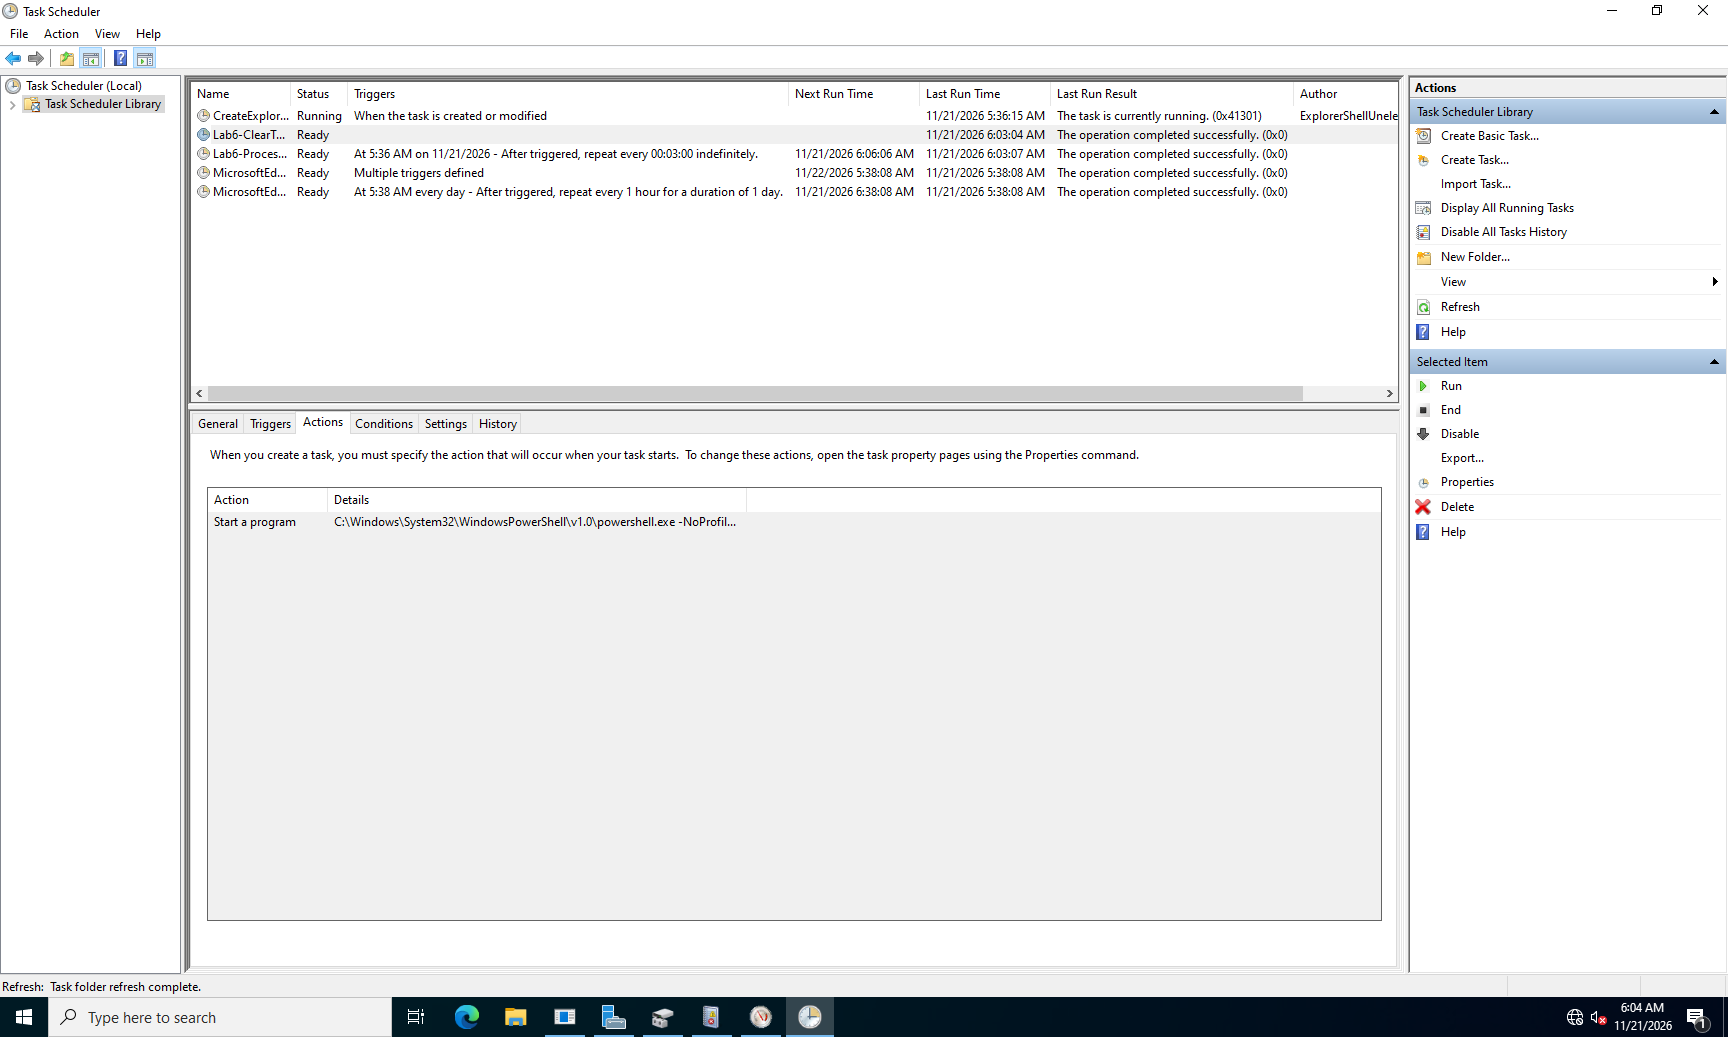 Task Scheduler
File Action View Help
Task Scheduler (Local)
Task Scheduler Library
Name Status Triggers Next Run Time Last Run Time Last Run Result Author
CreateExplor... Running When the task is created or modified 11/21/2026 5:36:15 AM The task is currently running. (0x41301) ExplorerShellUnele
Lab6-ClearT... Ready 11/21/2026 6:03:04 AM The operation completed successfully. (0x0)
Lab6-Proces... Ready At 5:36 AM on 11/21/2026 - After triggered, repeat every 00:03:00 indefinitely. 11/21/2026 6:06:06 AM 11/21/2026 6:03:07 AM The operation completed successfully. (0x0)
MicrosoftEd... Ready Multiple triggers defined 11/22/2026 5:38:08 AM 11/21/2026 5:38:08 AM The operation completed successfully. (0x0)
MicrosoftEd... Ready At 5:38 AM every day - After triggered, repeat every 1 hour for a duration of 1 day. 11/21/2026 6:38:08 AM 11/21/2026 5:38:08 AM The operation completed successfully. (0x0)
General Triggers Actions Conditions Settings History
When you create a task, you must specify the action that will occur when your task starts. To change these actions, open the task property pages using the Properties command.
Action Details
Start a program C:\Windows\System32\WindowsPowerShell\v1.0\powershell.exe -NoProfil...
Actions
Task Scheduler Library
Create Basic Task...
Create Task...
Import Task...
Display All Running Tasks
Disable All Tasks History
New Folder...
View
Refresh
Help
Selected Item
Run
End
Disable
Export...
Properties
Delete
Help
Refresh: Task folder refresh complete.
Type here to search
6:04 AM
11/21/2026
1